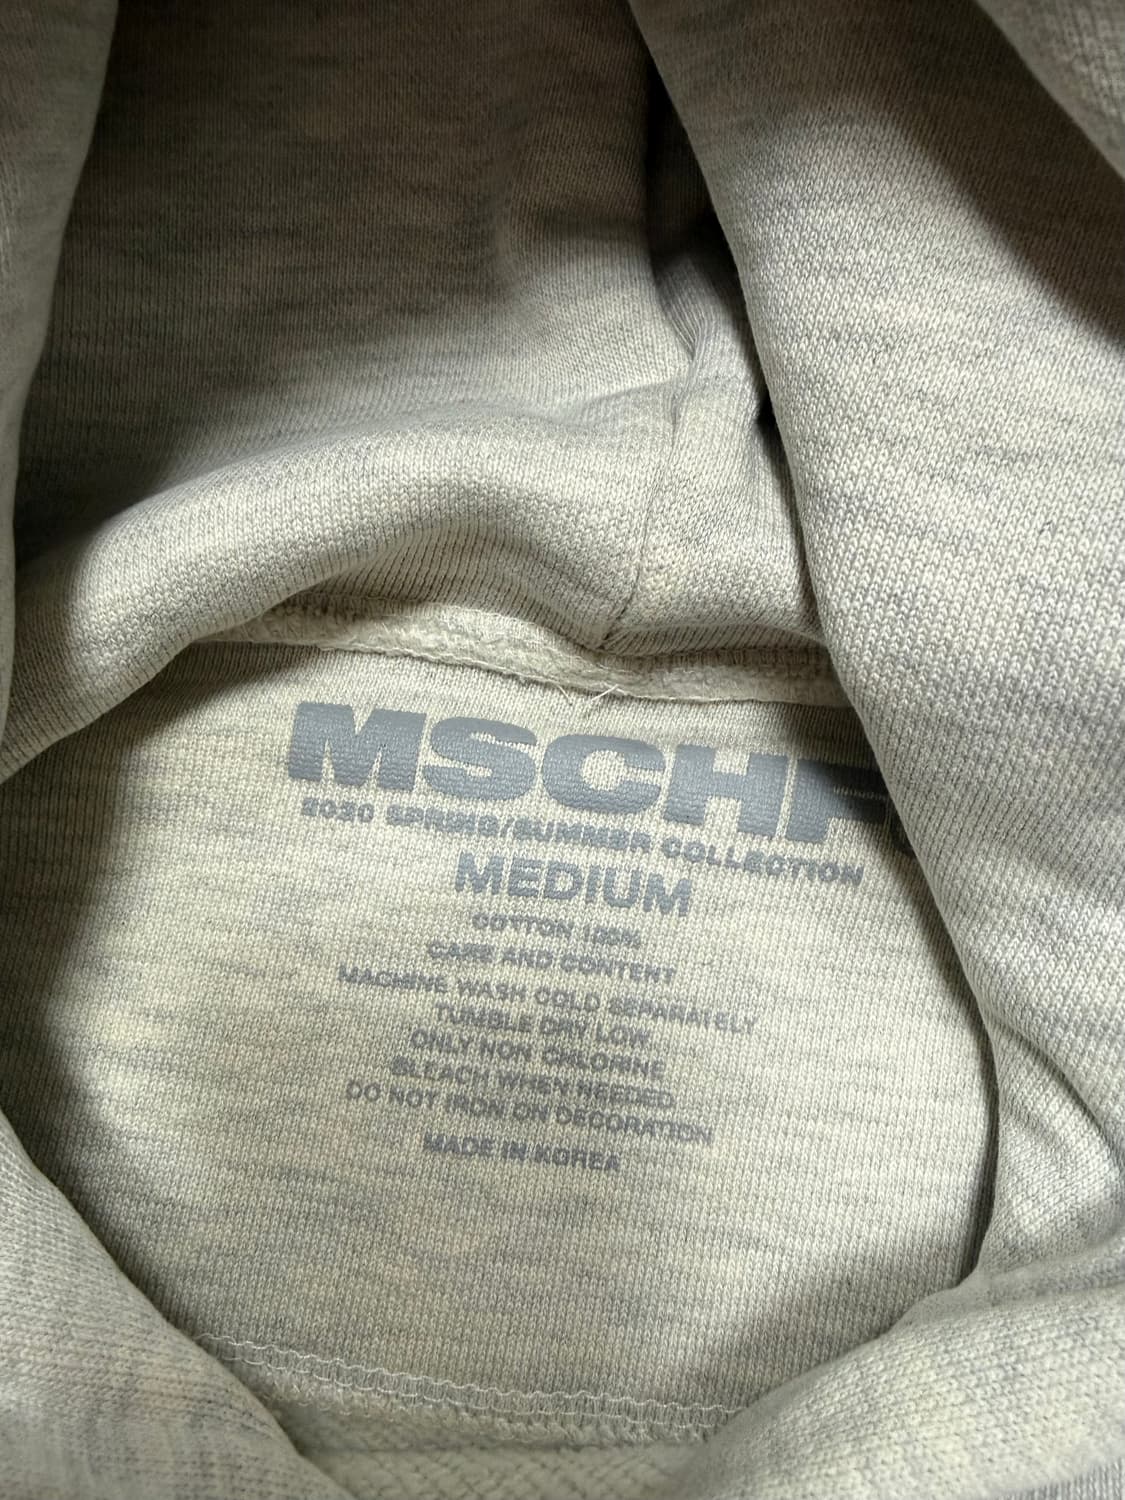 MSCHF
2020 SPRING/SUMMER COLLECTION
MEDIUM
COTTON 100%
CARE AND CONTENT
MACHINE WASH COLD SEPARATELY
TUMBLE DRY LOW
ONLY NON CHLORINE
BLEACH WHEN NEEDED
DO NOT IRON ON DECORATION
MADE IN KOREA